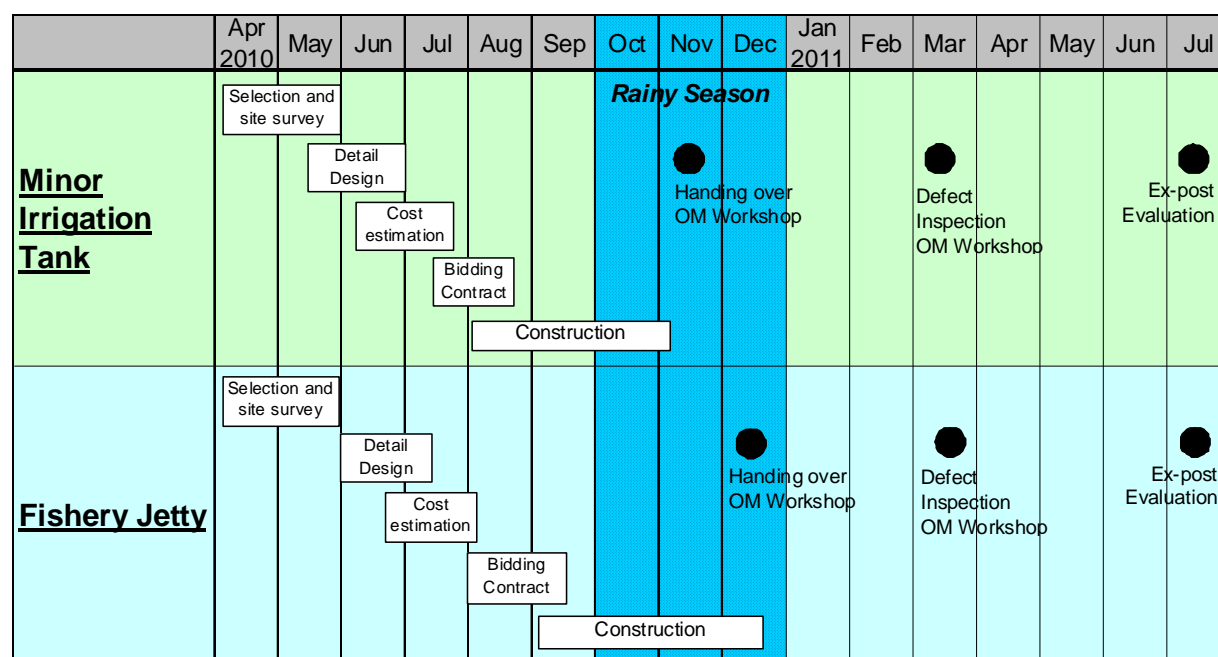 Apr 2010 May Jun Jul Aug Sep Oct Nov Dec Jan 2011 Feb Mar Apr May Jun Jul
Rainy Season
Minor
Irrigation
Tank
Selection and
site survey
Detail
Design
Cost
estimation
Bidding
Contract
Construction
Handing over
OM Workshop
Defect
Inspection
OM Workshop
Ex-post
Evaluation
Fishery Jetty
Selection and
site survey
Detail
Design
Cost
estimation
Bidding
Contract
Construction
Handing over
OM Workshop
Defect
Inspection
OM Workshop
Ex-post
Evaluation